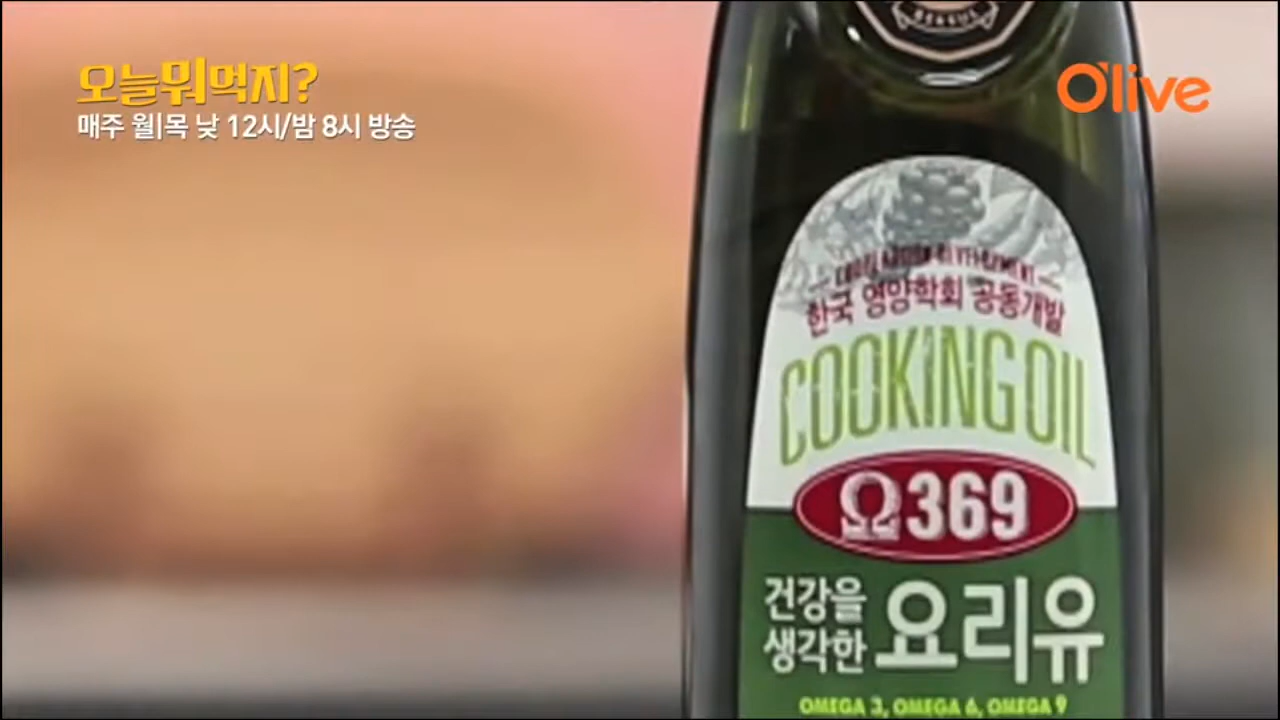 오늘 뭐 먹지?
매주 월|목 낮 12시/밤 8시 방송
O'live
BEKSUL
한국 영양학회 공동개발
COOKING OIL
Ω369
건강을
생각한
요리유
OMEGA 3, OMEGA 6, OMEGA 9